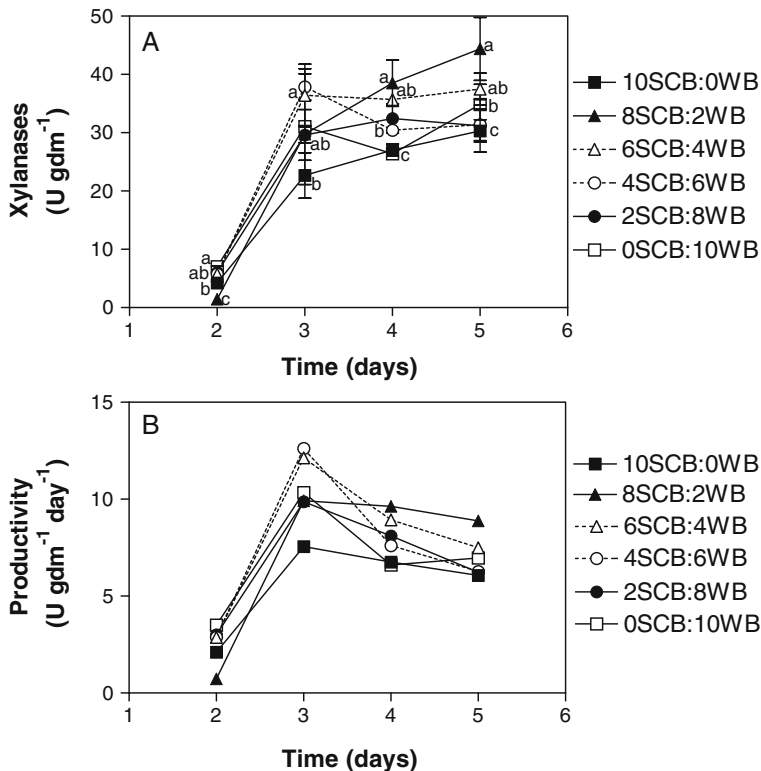 A
Xylanases
(U gdm⁻¹)
50
40
30
20
10
0
a
ab
b
c
a
ab
b
a
ab
b
c
a
ab
b
c
1
2
3
4
5
6
Time (days)
10SCB:0WB
8SCB:2WB
6SCB:4WB
4SCB:6WB
2SCB:8WB
0SCB:10WB
B
Productivity
(U gdm⁻¹ day⁻¹)
15
10
5
0
1
2
3
4
5
6
Time (days)
10SCB:0WB
8SCB:2WB
6SCB:4WB
4SCB:6WB
2SCB:8WB
0SCB:10WB